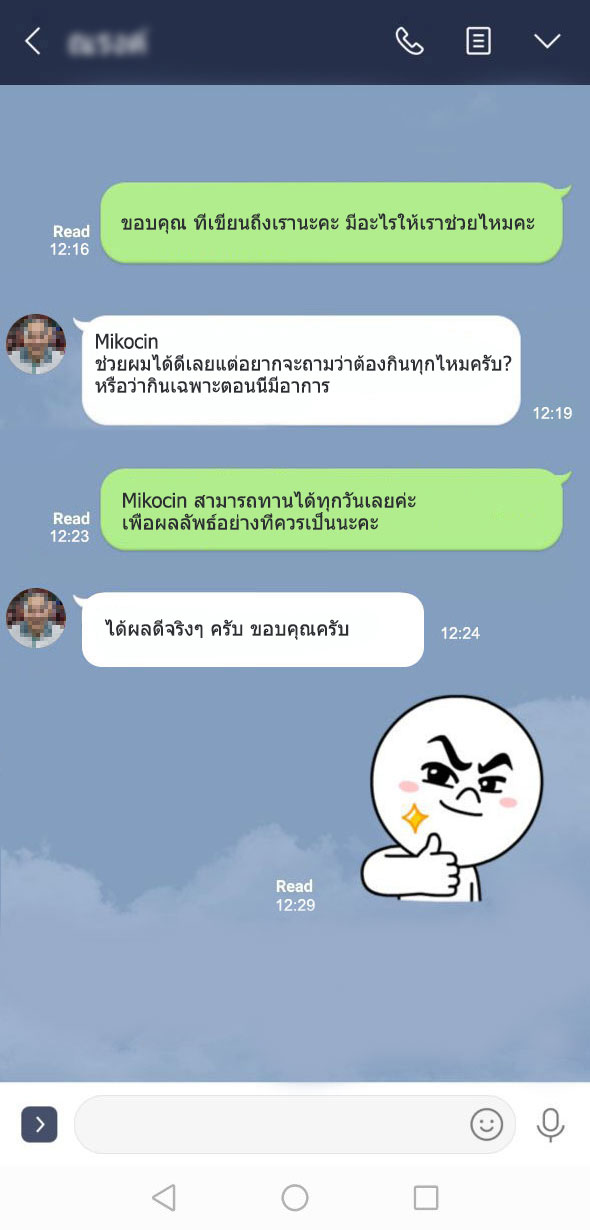 Read
12:16
ขอบคุณ ทีเขียนถึงเรานะคะ มีอะไรให้เราช่วยไหมคะ
Mikocin
ช่วยผมได้ดีเลยแต่อยากจะถามว่าต้องกินทุกไหมครับ?
หรือว่ากินเฉพาะตอนนีมีอาการ
12:19
Mikocin สามารถทานได้ทุกวันเลยค่ะ
เพือผลลัพธ์อย่างทีควรเป็นนะคะ
Read
12:23
ได้ผลดีจริงๆ ครับ ขอบคุณครับ
12:24
Read
12:29